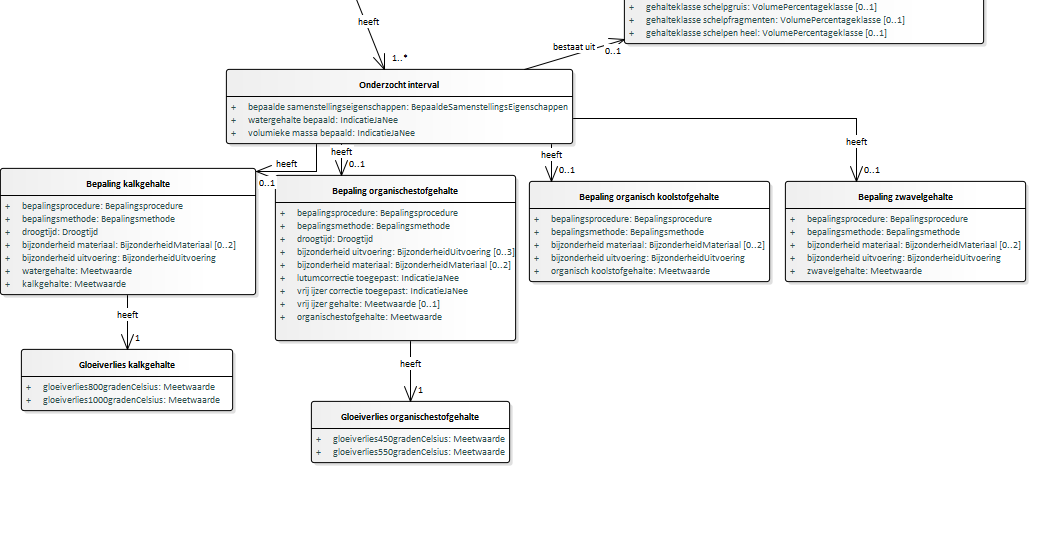 + gehalteklasse schelpgruis: VolumePercentageklasse [0..1]
+ gehalteklasse schelpfragmenten: VolumePercentageklasse [0..1]
+ gehalteklasse schelpen heel: VolumePercentageklasse [0..1]
heeft
1..*
bestaat uit
0..1
Onderzocht interval
+ bepaalde samenstellingseigenschappen: BepaaldeSamenstellingsEigenschappen
+ watergehalte bepaald: IndicatieJaNee
+ volumieke massa bepaald: IndicatieJaNee
heeft
0..1
heeft
0..1
heeft
0..1
heeft
0..1
Bepaling kalkgehalte
+ bepalingsprocedure: Bepalingsprocedure
+ bepalingsmethode: Bepalingsmethode
+ droogtijd: Droogtijd
+ bijzonderheid materiaal: BijzonderheidMateriaal [0..2]
+ bijzonderheid uitvoering: BijzonderheidUitvoering
+ watergehalte: Meetwaarde
+ kalkgehalte: Meetwaarde
Bepaling organischestofgehalte
+ bepalingsprocedure: Bepalingsprocedure
+ bepalingsmethode: Bepalingsmethode
+ droogtijd: Droogtijd
+ bijzonderheid uitvoering: BijzonderheidUitvoering [0..3]
+ bijzonderheid materiaal: BijzonderheidMateriaal [0..2]
+ lutumcorrectie toegepast: IndicatieJaNee
+ vrij ijzer correctie toegepast: IndicatieJaNee
+ vrij ijzer gehalte: Meetwaarde [0..1]
+ organischestofgehalte: Meetwaarde
Bepaling organisch koolstofgehalte
+ bepalingsprocedure: Bepalingsprocedure
+ bepalingsmethode: Bepalingsmethode
+ bijzonderheid materiaal: BijzonderheidMateriaal [0..2]
+ bijzonderheid uitvoering: BijzonderheidUitvoering
+ organisch koolstofgehalte: Meetwaarde
Bepaling zwavelgehalte
+ bepalingsprocedure: Bepalingsprocedure
+ bepalingsmethode: Bepalingsmethode
+ bijzonderheid materiaal: BijzonderheidMateriaal [0..2]
+ bijzonderheid uitvoering: BijzonderheidUitvoering
+ zwavelgehalte: Meetwaarde
heeft
1
Gloeiverlies kalkgehalte
+ gloeiverlies800gradenCelsius: Meetwaarde
+ gloeiverlies1000gradenCelsius: Meetwaarde
heeft
1
Gloeiverlies organischestofgehalte
+ gloeiverlies450gradenCelsius: Meetwaarde
+ gloeiverlies550gradenCelsius: Meetwaarde